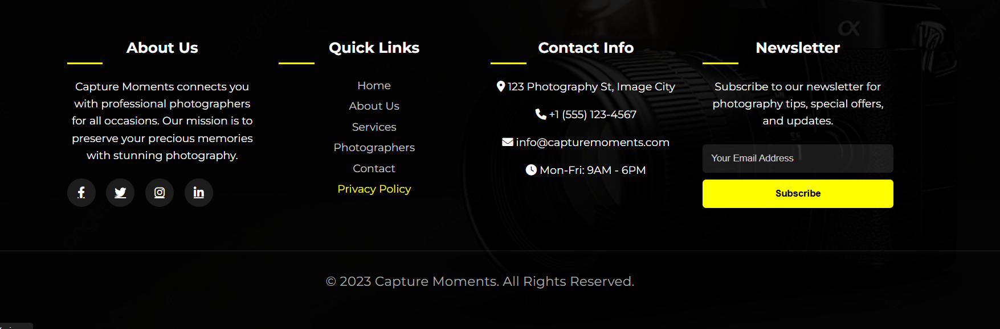 About Us
Capture Moments connects you
with professional photographers
for all occasions. Our mission is to
preserve your precious memories
with stunning photography.
Quick Links
Home
About Us
Services
Photographers
Contact
Privacy Policy
Contact Info
123 Photography St, Image City
+1 (555) 123-4567
info@capturemoments.com
Mon-Fri: 9AM - 6PM
Newsletter
Subscribe to our newsletter for
photography tips, special offers,
and updates.
Your Email Address
Subscribe
© 2023 Capture Moments. All Rights Reserved.